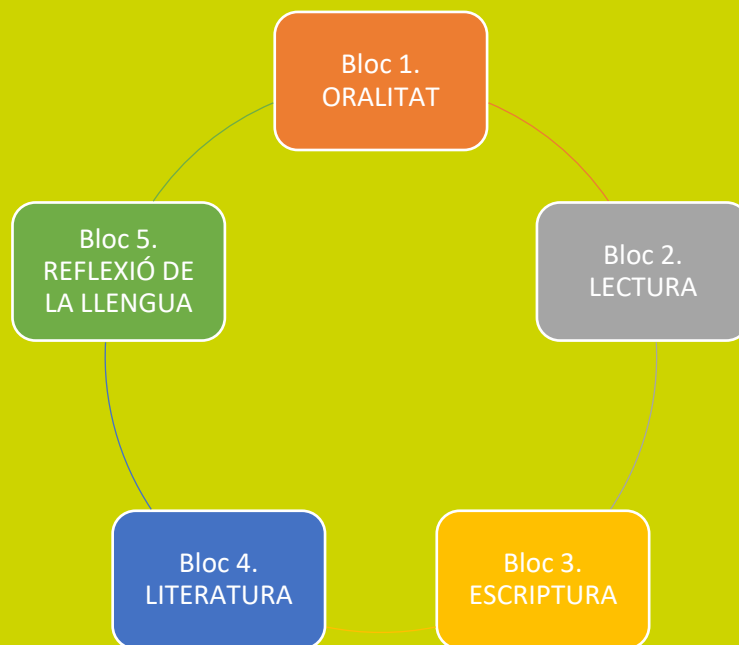 Bloc 1.
ORALITAT
Bloc 2.
LECTURA
Bloc 3.
ESCRIPTURA
Bloc 4.
LITERATURA
Bloc 5.
REFLEXIÓ DE
LA LLENGUA